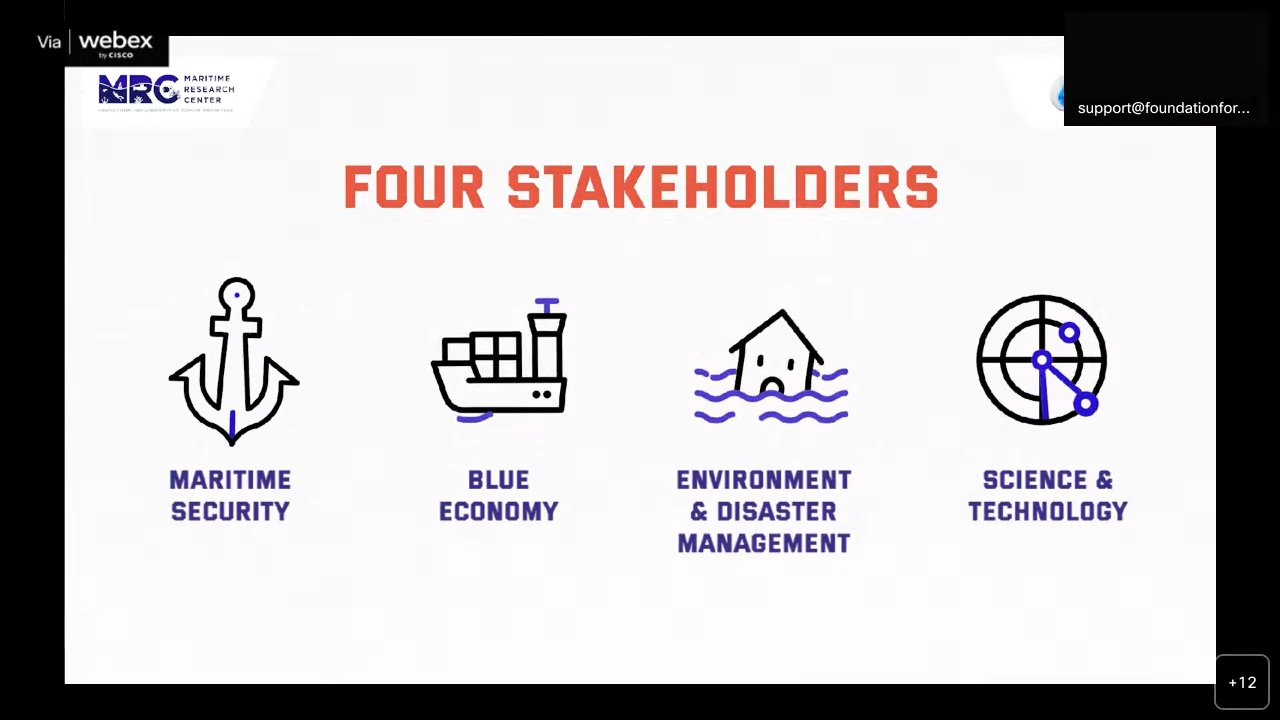 Via webex
by CISCO
MRC MARITIME
RESEARCH
CENTER
support@foundationfor...
FOUR STAKEHOLDERS
MARITIME
SECURITY
BLUE
ECONOMY
ENVIRONMENT
& DISASTER
MANAGEMENT
SCIENCE &
TECHNOLOGY
+12